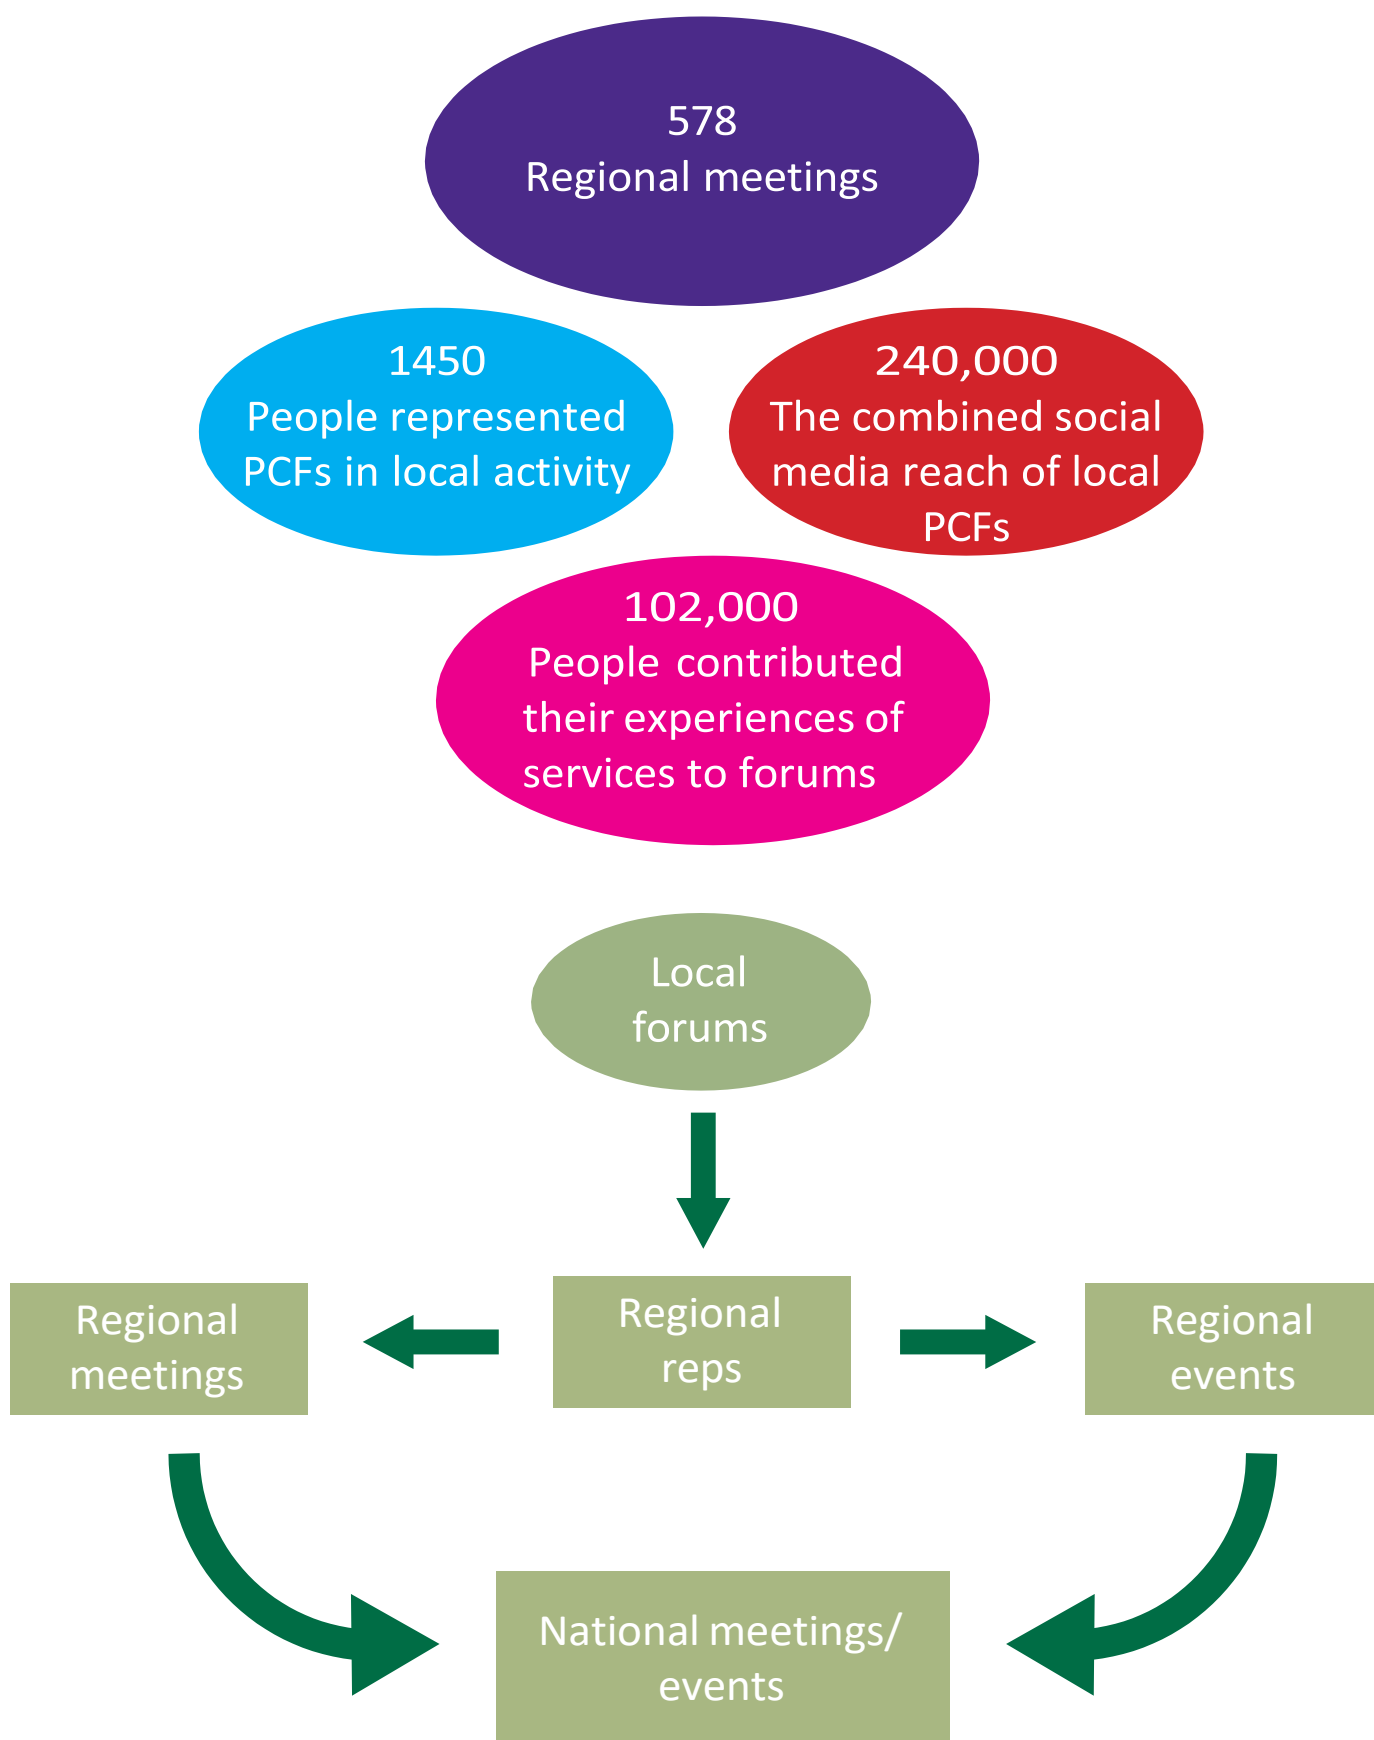 578
Regional meetings
1450
People represented
PCFs in local activity
240,000
The combined social
media reach of local
PCFs
102,000
People contributed
their experiences of
services to forums
Local
forums
Regional
meetings
Regional
reps
Regional
events
National meetings/
events